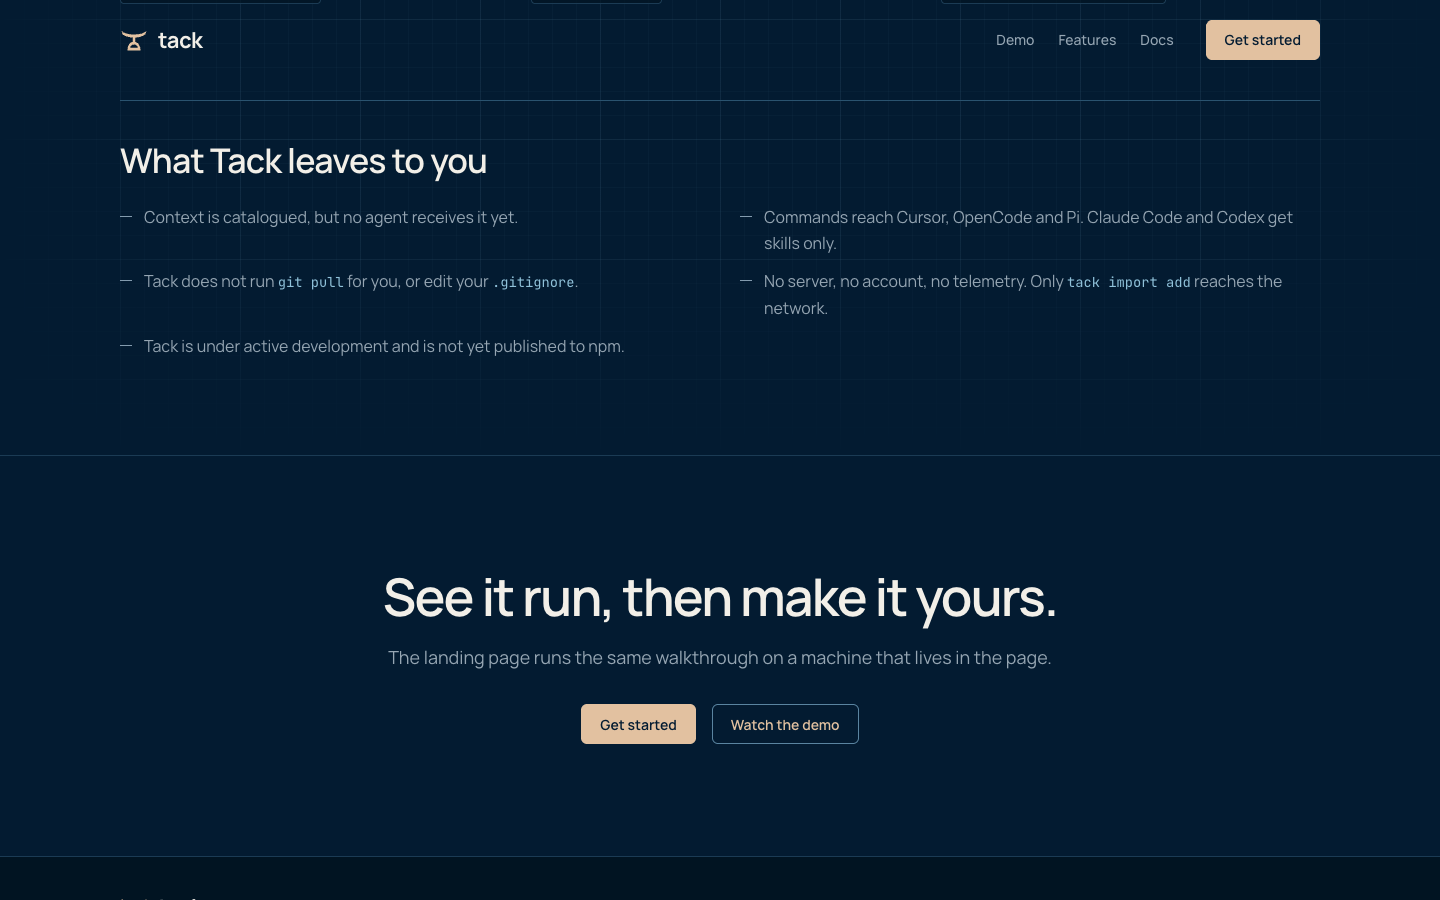 tack
Demo
Features
Docs
Get started
What Tack leaves to you
— Context is catalogued, but no agent receives it yet.
— Commands reach Cursor, OpenCode and Pi. Claude Code and Codex get
skills only.
— Tack does not run git pull for you, or edit your .gitignore.
— No server, no account, no telemetry. Only tack import add reaches the
network.
— Tack is under active development and is not yet published to npm.
See it run, then make it yours.
The landing page runs the same walkthrough on a machine that lives in the page.
Get started
Watch the demo